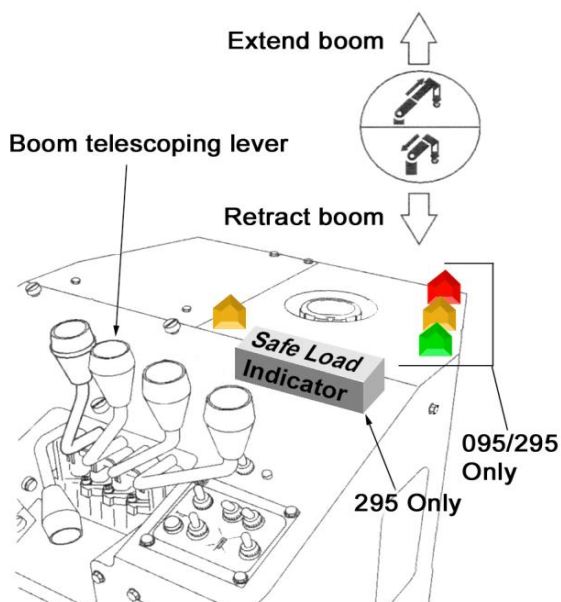 Extend boom
Boom telescoping lever
Retract boom
Safe Load
Indicator
095/295
Only
295 Only